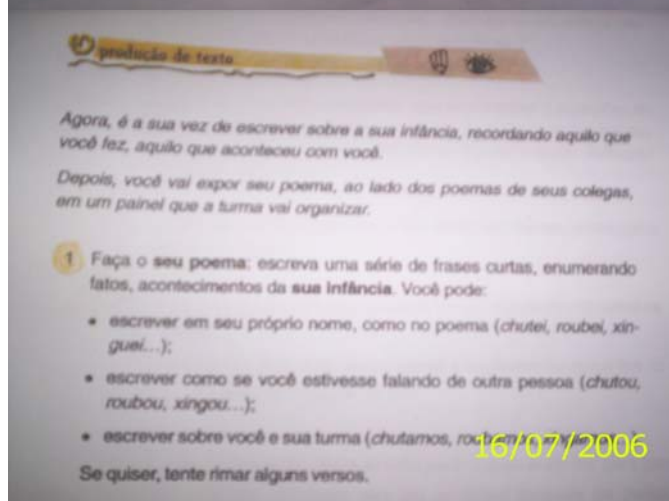 produção de texto
Agora, é a sua vez de escrever sobre a sua infância, recordando aquilo que
você fez, aquilo que aconteceu com você.
Depois, você vai expor seu poema, ao lado dos poemas de seus colegas,
em um painel que a turma vai organizar.
1 Faça o seu poema: escreva uma série de frases curtas, enumerando
fatos, acontecimentos da sua infância. Você pode:
• escrever em seu próprio nome, como no poema (chutei, roubei, xin-
guei...);
• escrever como se você estivesse falando de outra pessoa (chutou,
roubou, xingou...);
• escrever sobre você e sua turma (chutamos,
16/07/2006
Se quiser, tente rimar alguns versos.